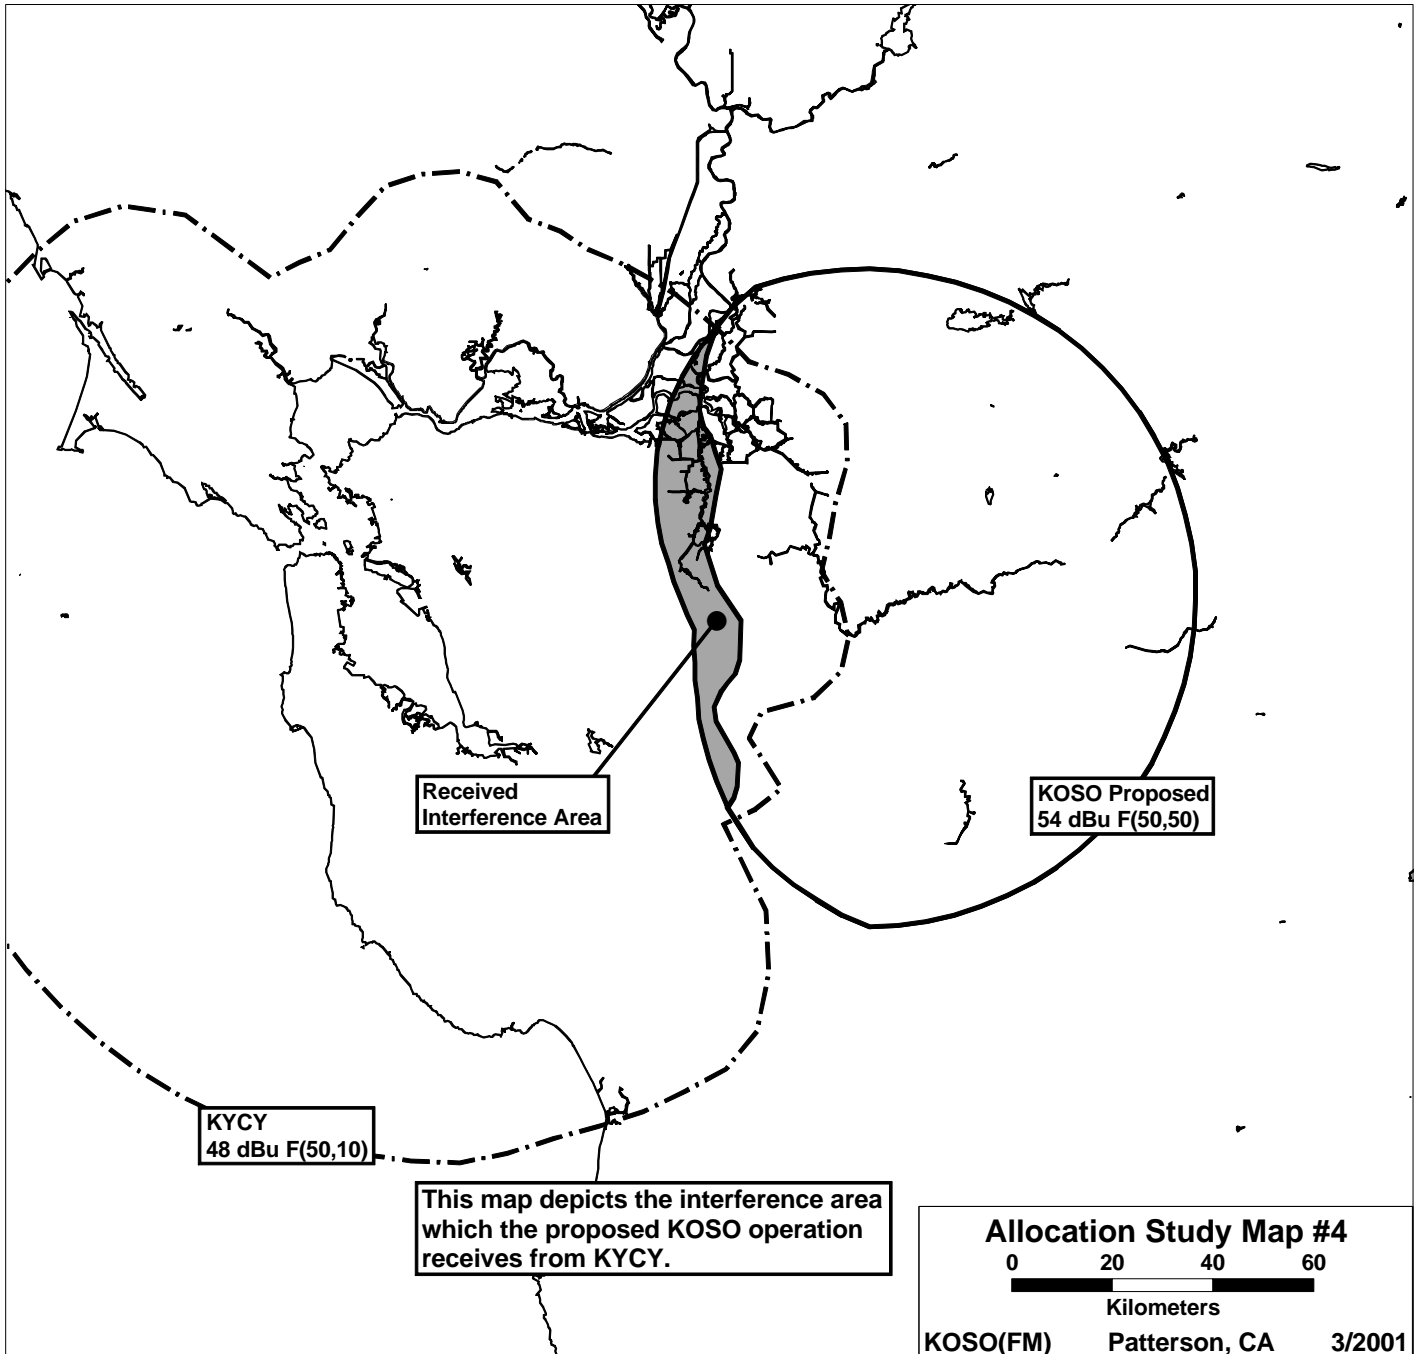 Received
Interference Area
KOSO Proposed
54 dBu F(50,50)
KYCY
48 dBu F(50,10)
This map depicts the interference area
which the proposed KOSO operation
receives from KYCY.
Allocation Study Map #4
0 20 40 60
Kilometers
KOSO(FM) Patterson, CA 3/2001